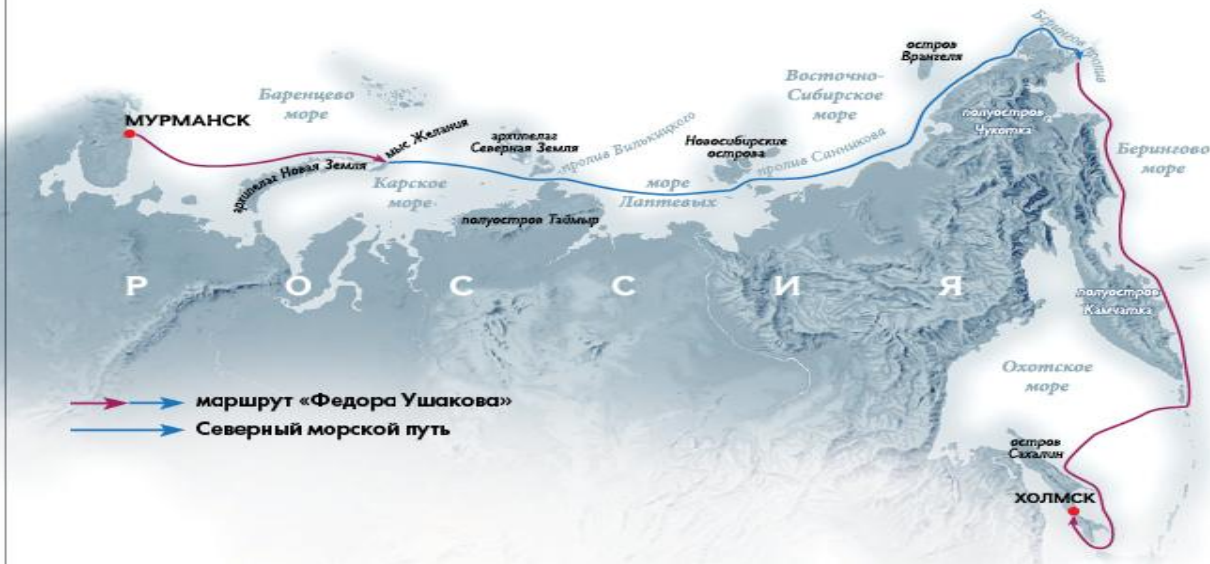 Берингов пролив
остров
Врангеля
Восточно-
Сибирское
море
Баренцево
море
МУРМАНСК
мыс Желания
архипелаг
Северная Земля
пролив Вилькицкого
Новосибирские
острова
пролив Санникова
полуостров
Чукотка
Берингово
море
архипелаг Новая Земля
Карское
море
море
Лаптевых
полуостров Таймыр
РОССИЯ
полуостров
Камчатка
Охотское
море
маршрут «Федора Ушакова»
Северный морской путь
остров
Сахалин
ХОЛМСК